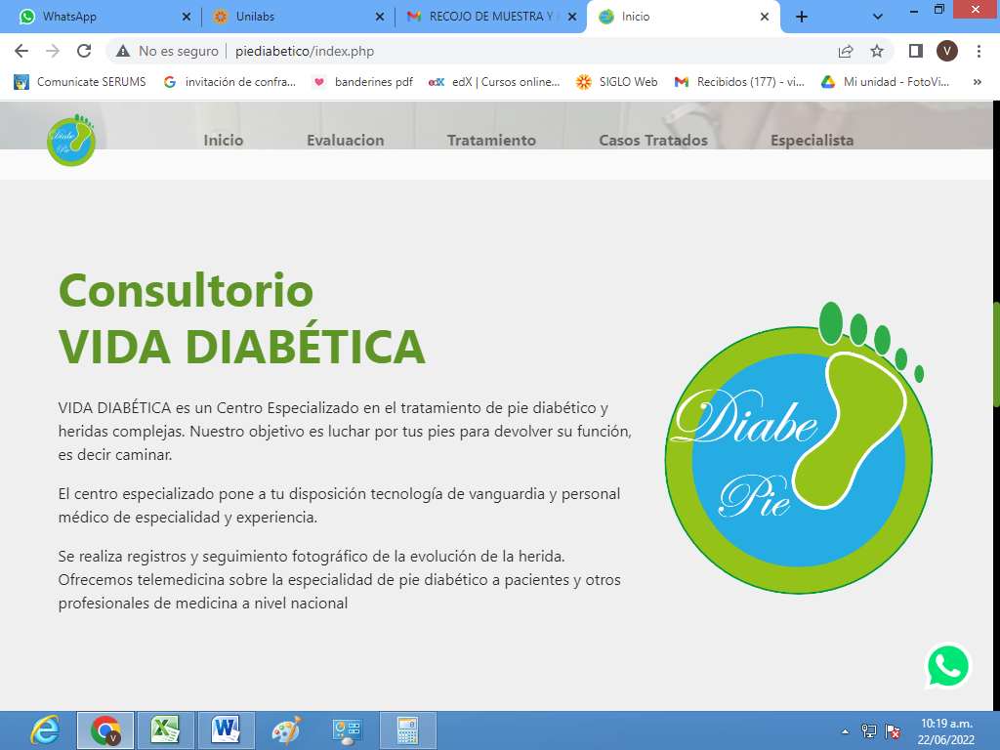 WhatsApp
Unilabs
RECOJO DE MUESTRA Y
Inicio
No es seguro
piediabetico/index.php
V
Comunicate SERUMS
invitación de confra...
banderines pdf
edX
edX | Cursos online...
SIGLO Web
Recibidos (177) - vi...
Mi unidad - FotoVi...
»
Diabe
Pie
Inicio
Evaluacion
Tratamiento
Casos Tratados
Especialista
Consultorio
VIDA DIABÉTICA
VIDA DIABÉTICA es un Centro Especializado en el tratamiento de pie diabético y
heridas complejas. Nuestro objetivo es luchar por tus pies para devolver su función,
es decir caminar.
El centro especializado pone a tu disposición tecnología de vanguardia y personal
médico de especialidad y experiencia.
Se realiza registros y seguimiento fotográfico de la evolución de la herida.
Ofrecemos telemedicina sobre la especialidad de pie diabético a pacientes y otros
profesionales de medicina a nivel nacional
Diabe
Pie
V
10:19 a.m.
22/06/2022